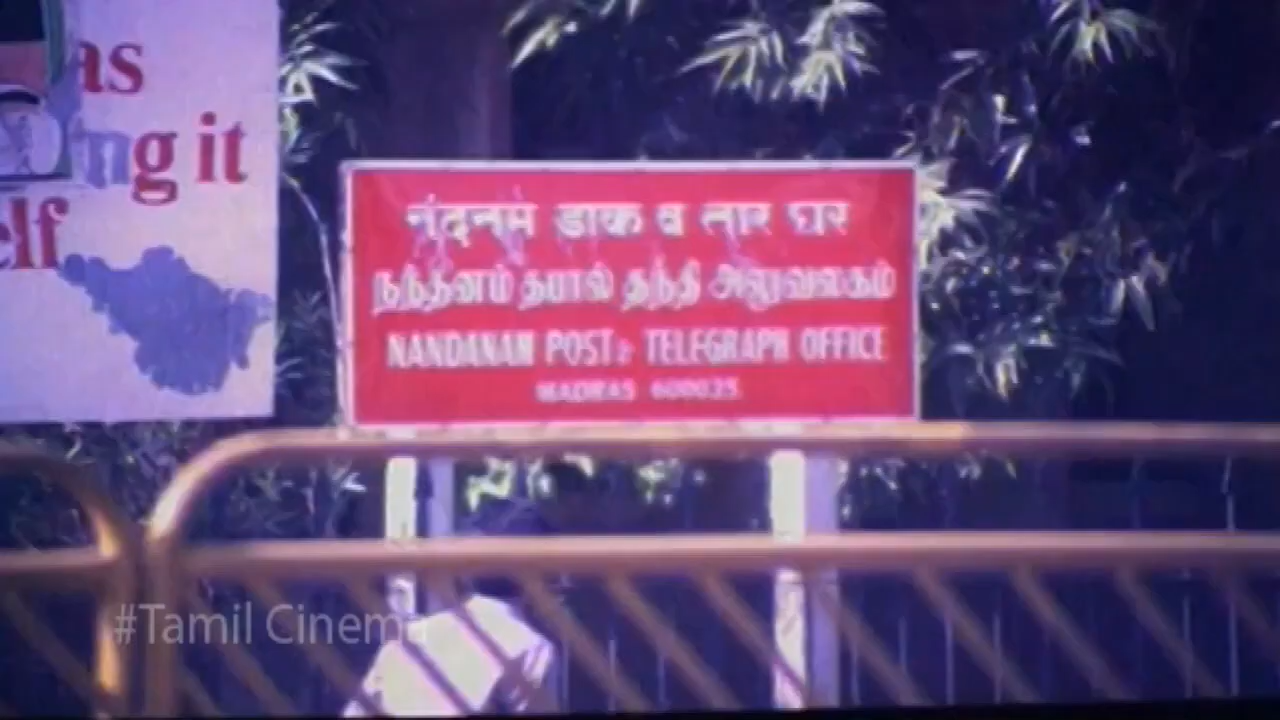 as
ng it
elf
नंदनम डाक व तार घर
நந்தனம் தபால் தந்தி அலுவலகம்
NANDANAM POST & TELEGRAPH OFFICE
MADRAS 600035
#Tamil Cinema